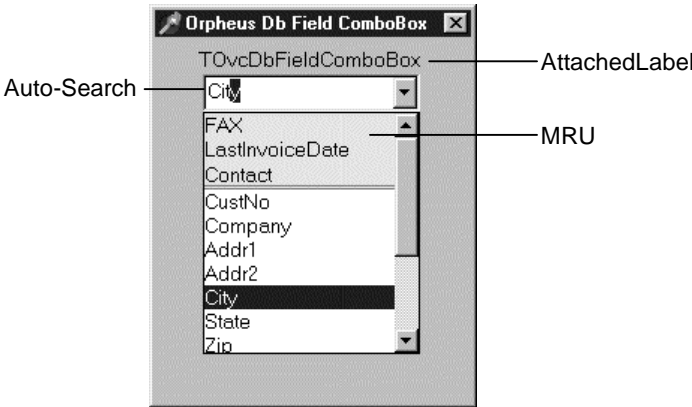 Orpheus Db Field ComboBox
TOvcDbFieldComboBox
AttachedLabel
Auto-Search
City
FAX
MRU
LastInvoiceDate
Contact
CustNo
Company
Addr1
Addr2
City
State
Zip